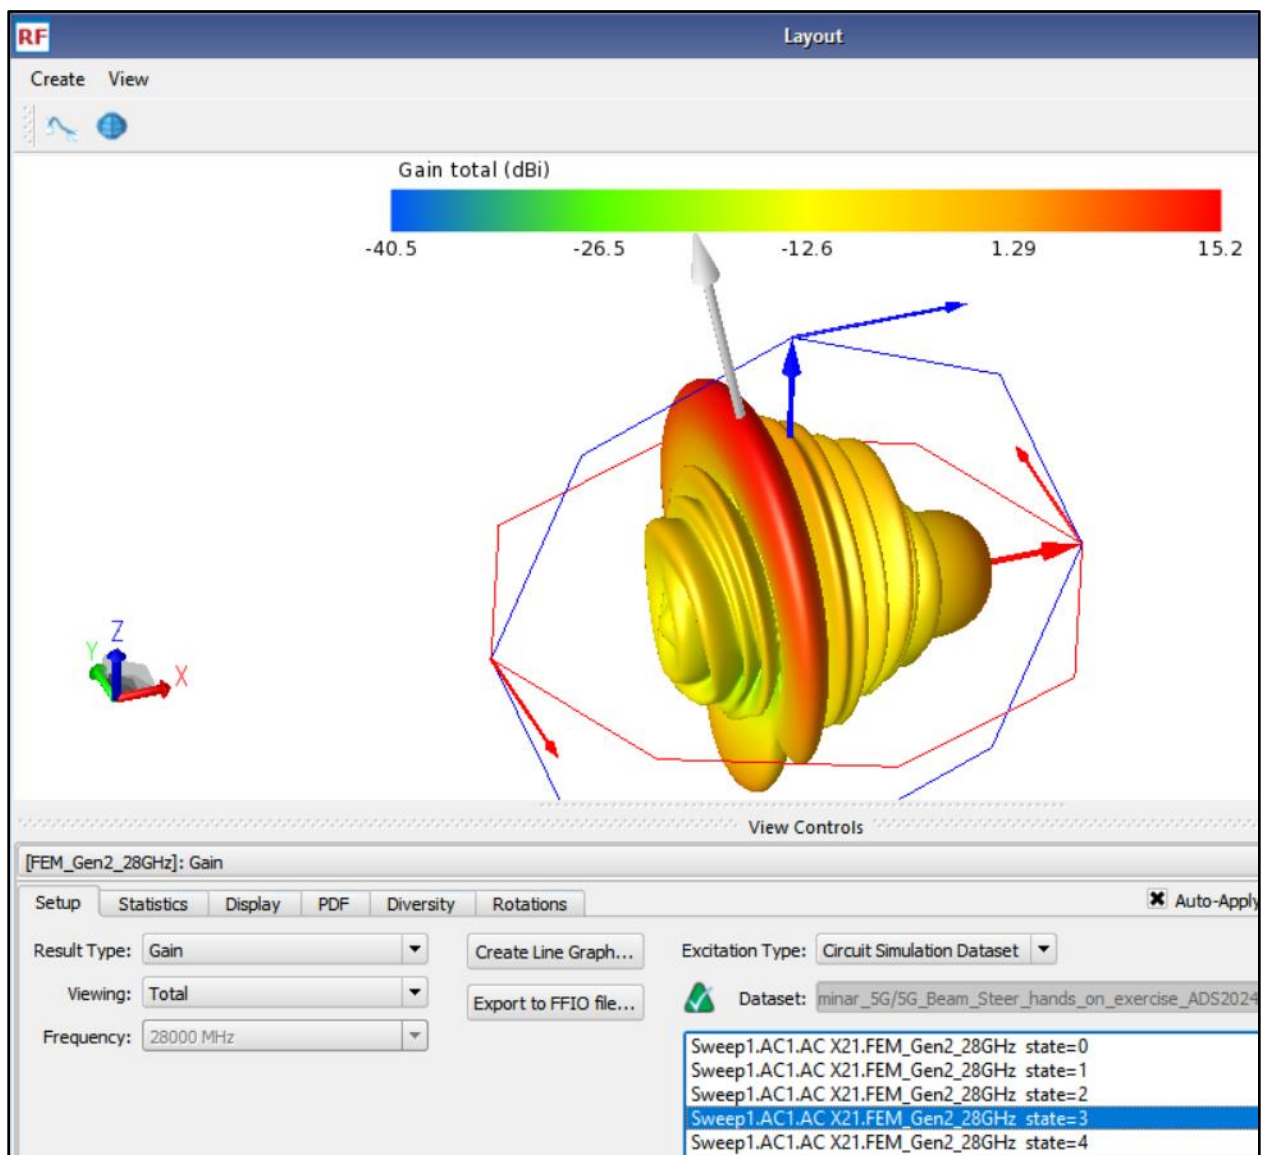 RF Layout
Create View
Gain total (dBi)
-40.5 -26.5 -12.6 1.29 15.2
Z
Y
X
View Controls
[FEM_Gen2_28GHz]: Gain
Setup Statistics Display PDF Diversity Rotations Auto-Apply
Result Type: Gain Create Line Graph... Excitation Type: Circuit Simulation Dataset
Viewing: Total Export to FFIO file... Dataset: minar_5G/5G_Beam_Steer_hands_on_exercise_ADS2024
Frequency: 28000 MHz
Sweep1.AC1.AC X21.FEM_Gen2_28GHz state=0
Sweep1.AC1.AC X21.FEM_Gen2_28GHz state=1
Sweep1.AC1.AC X21.FEM_Gen2_28GHz state=2
Sweep1.AC1.AC X21.FEM_Gen2_28GHz state=3
Sweep1.AC1.AC X21.FEM_Gen2_28GHz state=4